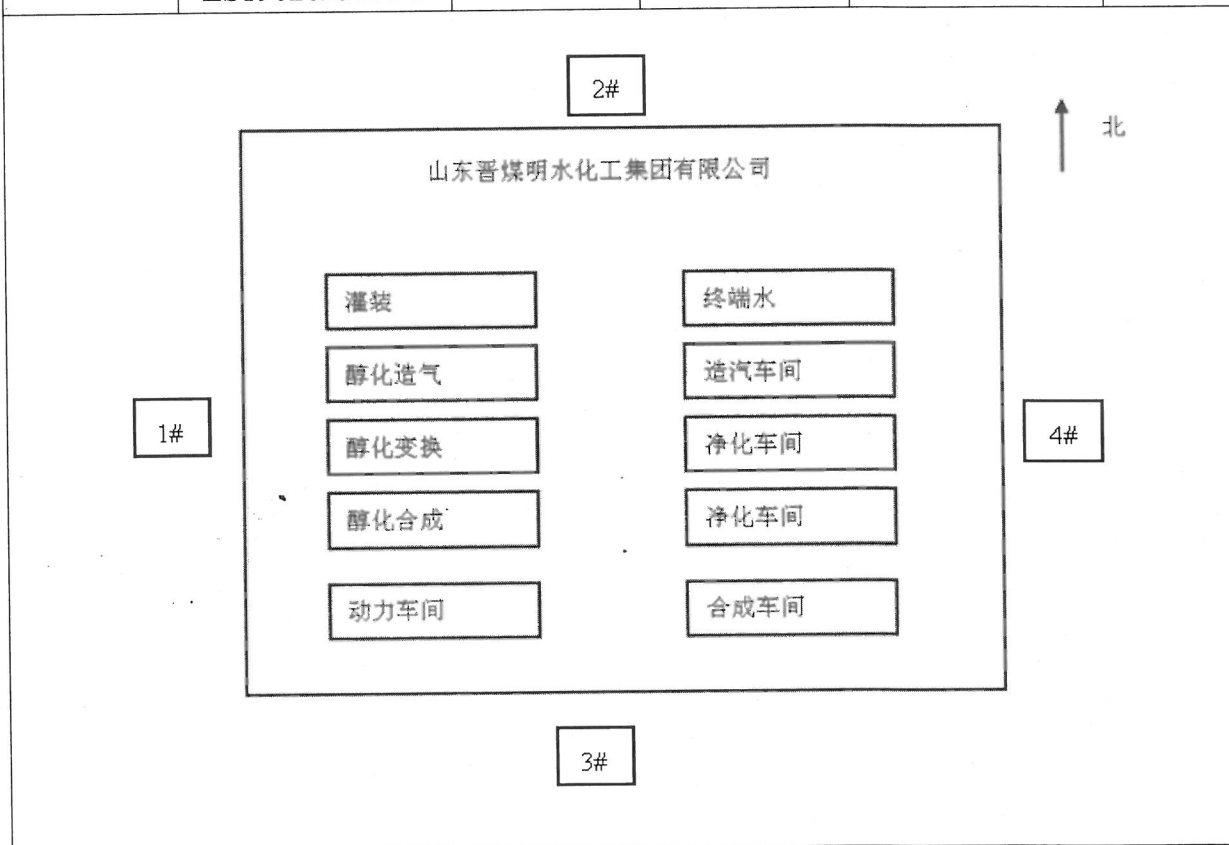 2#
北
山东晋煤明水化工集团有限公司
灌装
终端水
醇化造气
造汽车间
1#
醇化变换
净化车间
4#
醇化合成
净化车间
动力车间
合成车间
3#